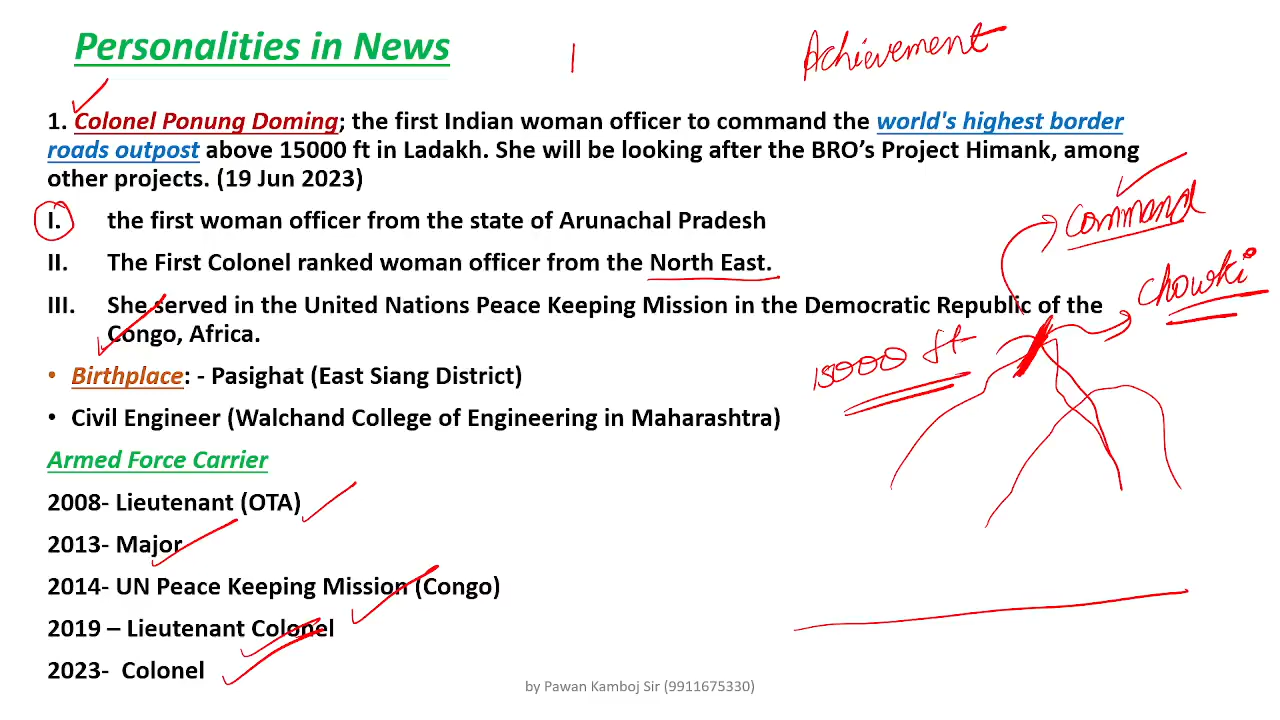 Personalities in News
Achievement
1. Colonel Ponung Doming; the first Indian woman officer to command the world's highest border
roads outpost above 15000 ft in Ladakh. She will be looking after the BRO’s Project Himank, among
other projects. (19 Jun 2023)
I. the first woman officer from the state of Arunachal Pradesh
Command
II. The First Colonel ranked woman officer from the North East.
Chowki
III. She served in the United Nations Peace Keeping Mission in the Democratic Republic of the
Congo, Africa.
15000 ft
• Birthplace: - Pasighat (East Siang District)
• Civil Engineer (Walchand College of Engineering in Maharashtra)
Armed Force Carrier
2008- Lieutenant (OTA)
2013- Major
2014- UN Peace Keeping Mission (Congo)
2019 – Lieutenant Colonel
2023- Colonel
by Pawan Kamboj Sir (9911675330)